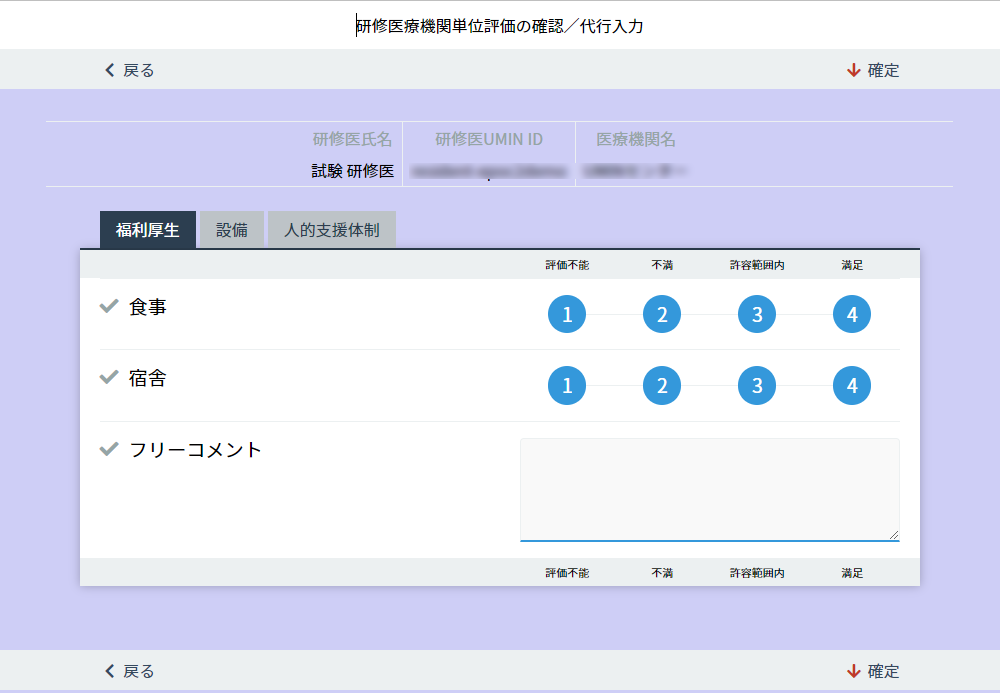 研修医療機関単位評価の確認／代行入力
戻る 確定
研修医氏名 研修医UMIN ID 医療機関名
試験 研修医
福利厚生 設備 人的支援体制
評価不能 不満 許容範囲内 満足
食事 1 2 3 4
宿舎 1 2 3 4
フリーコメント
評価不能 不満 許容範囲内 満足
戻る 確定